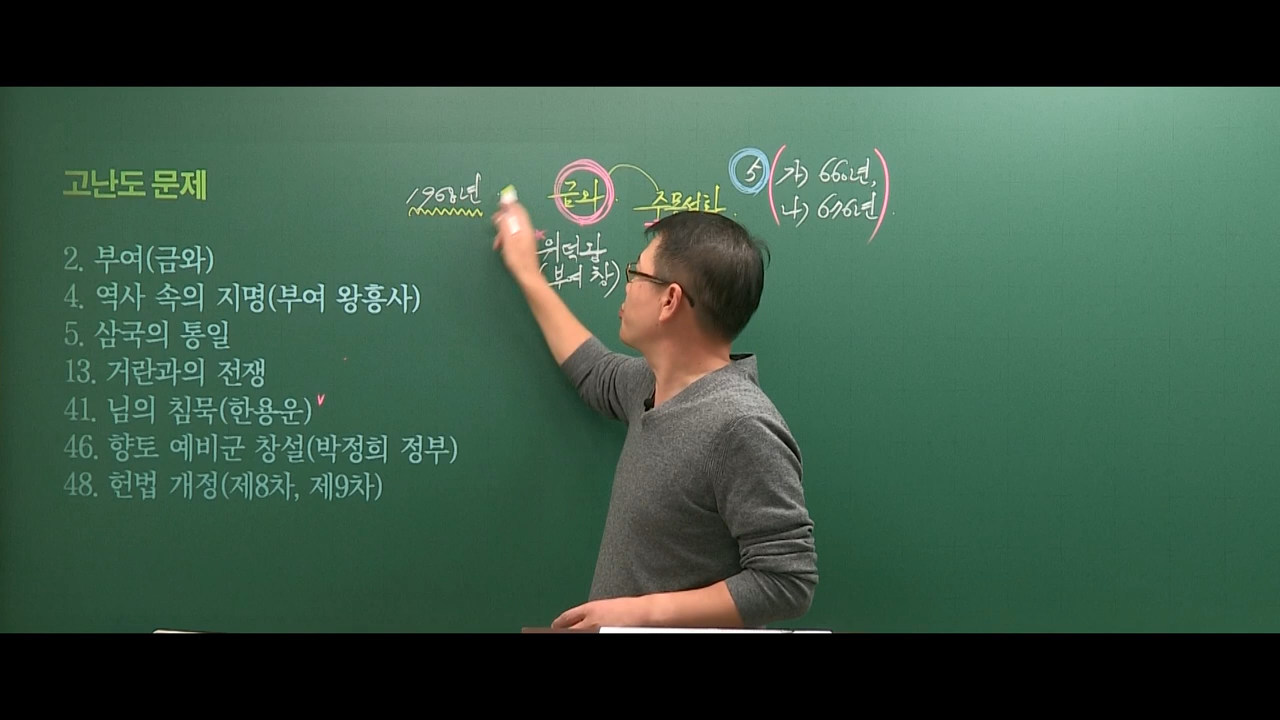 고난도 문제
2. 부여(금와)
4. 역사 속의 지명(부여 왕흥사)
5. 삼국의 통일
13. 거란과의 전쟁
41. 님의 침묵(한용운)
46. 향토 예비군 창설(박정희 정부)
48. 헌법 개정(제8차, 제9차)
1968년
금와
주몽설화
위덕왕
(부여 창)
5 (가) 660년,
나) 676년)